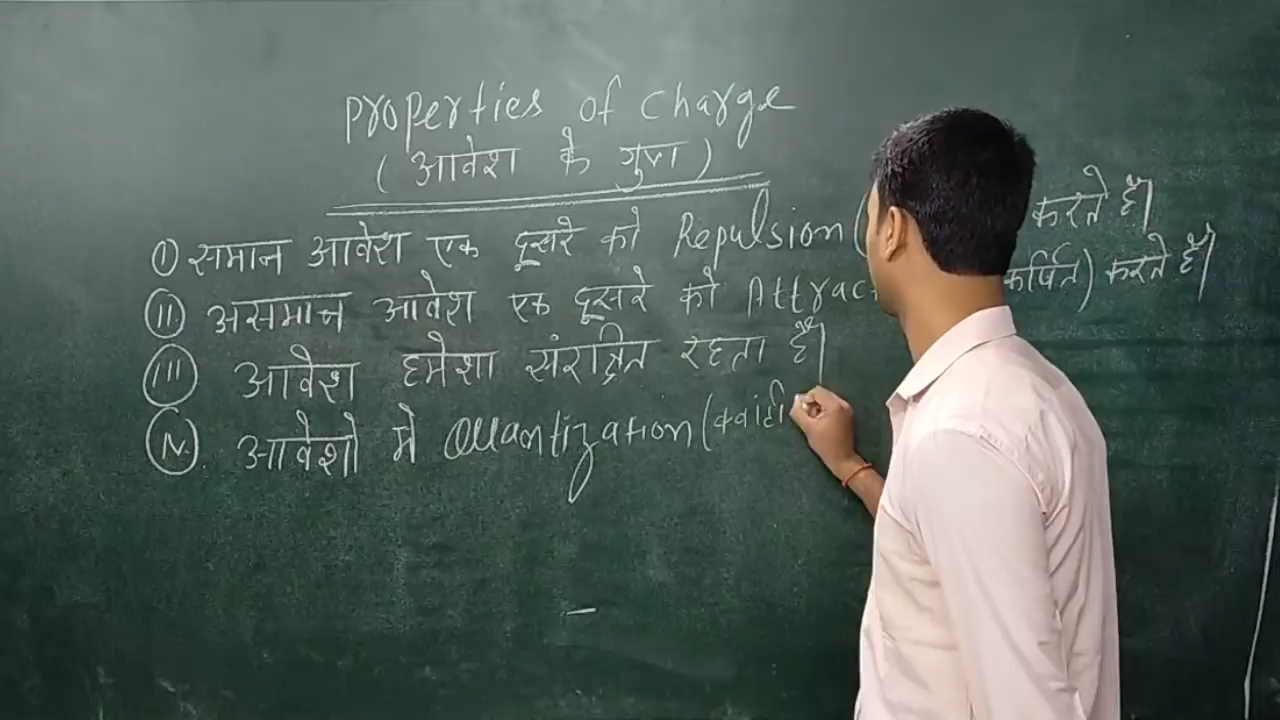 Properties of Charge
(आवेश के गुण)
(I) समान आवेश एक दूसरे को Repulsion ( करते हैं।
(II) असमान आवेश एक दूसरे को Attrac कर्षित) करते हैं।
(III) आवेश हमेशा संरक्षित रहता है।
(IV). आवेशो मे Quantization (क्वांटी